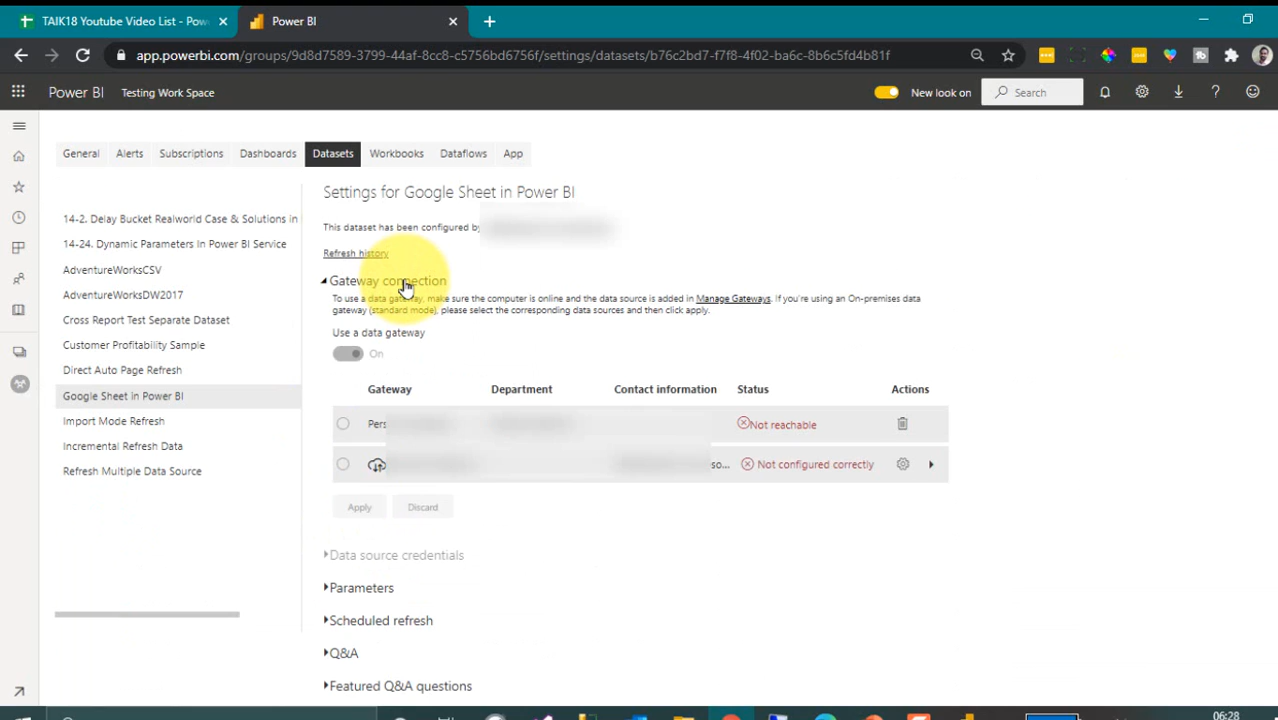 TAIK18 Youtube Video List - Pow
Power BI
app.powerbi.com/groups/9d8d7589-3799-44af-8cc8-c5756bd6756f/settings/datasets/b76c2bd7-f7f8-4f02-ba6c-8b6c5fd4b81f
Power BI Testing Work Space New look on Search
General Alerts Subscriptions Dashboards Datasets Workbooks Dataflows App
14-2. Delay Bucket Realworld Case & Solutions in
14-24. Dynamic Parameters In Power BI Service
AdventureWorksCSV
AdventureWorksDW2017
Cross Report Test Separate Dataset
Customer Profitability Sample
Direct Auto Page Refresh
Google Sheet in Power BI
Import Mode Refresh
Incremental Refresh Data
Refresh Multiple Data Source
Settings for Google Sheet in Power BI
This dataset has been configured by
Refresh history
Gateway connection
To use a data gateway, make sure the computer is online and the data source is added in Manage Gateways. If you're using an On-premises data
gateway (standard mode), please select the corresponding data sources and then click apply.
Use a data gateway
On
Gateway Department Contact information Status Actions
Pers Not reachable
so... Not configured correctly
Apply Discard
Data source credentials
Parameters
Scheduled refresh
Q&A
Featured Q&A questions
06:28